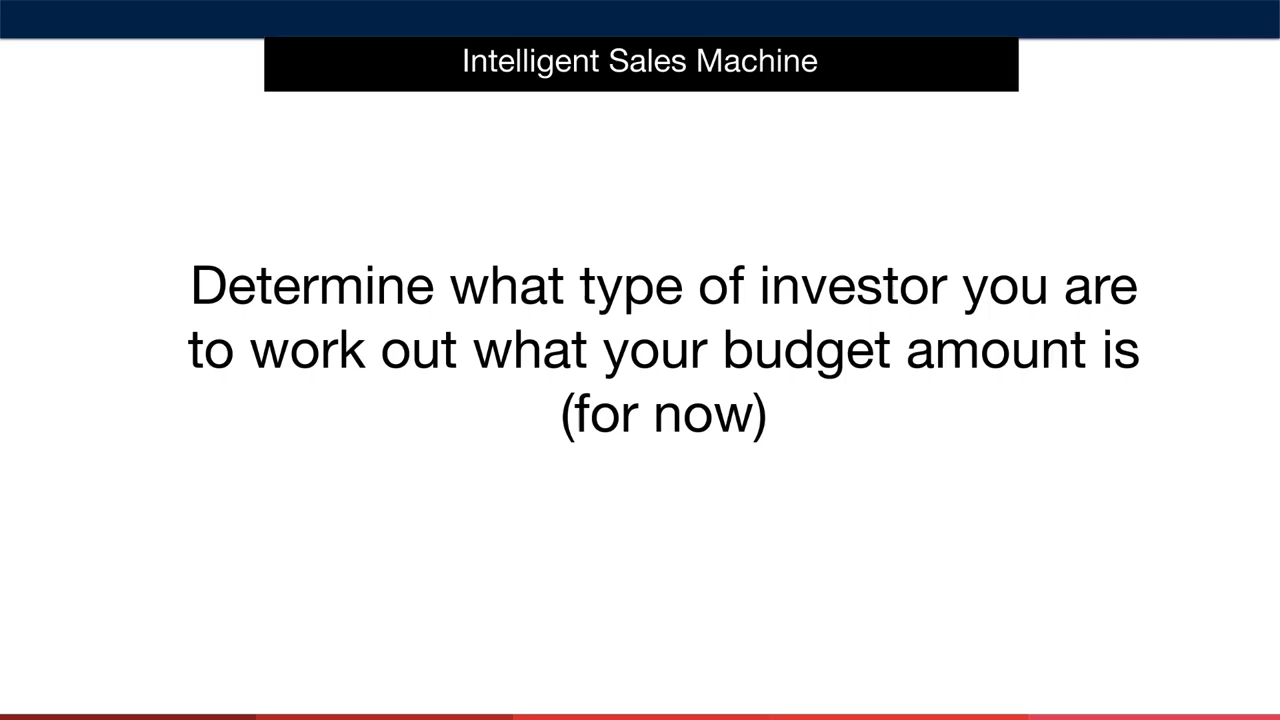 Intelligent Sales Machine
Determine what type of investor you are
to work out what your budget amount is
(for now)